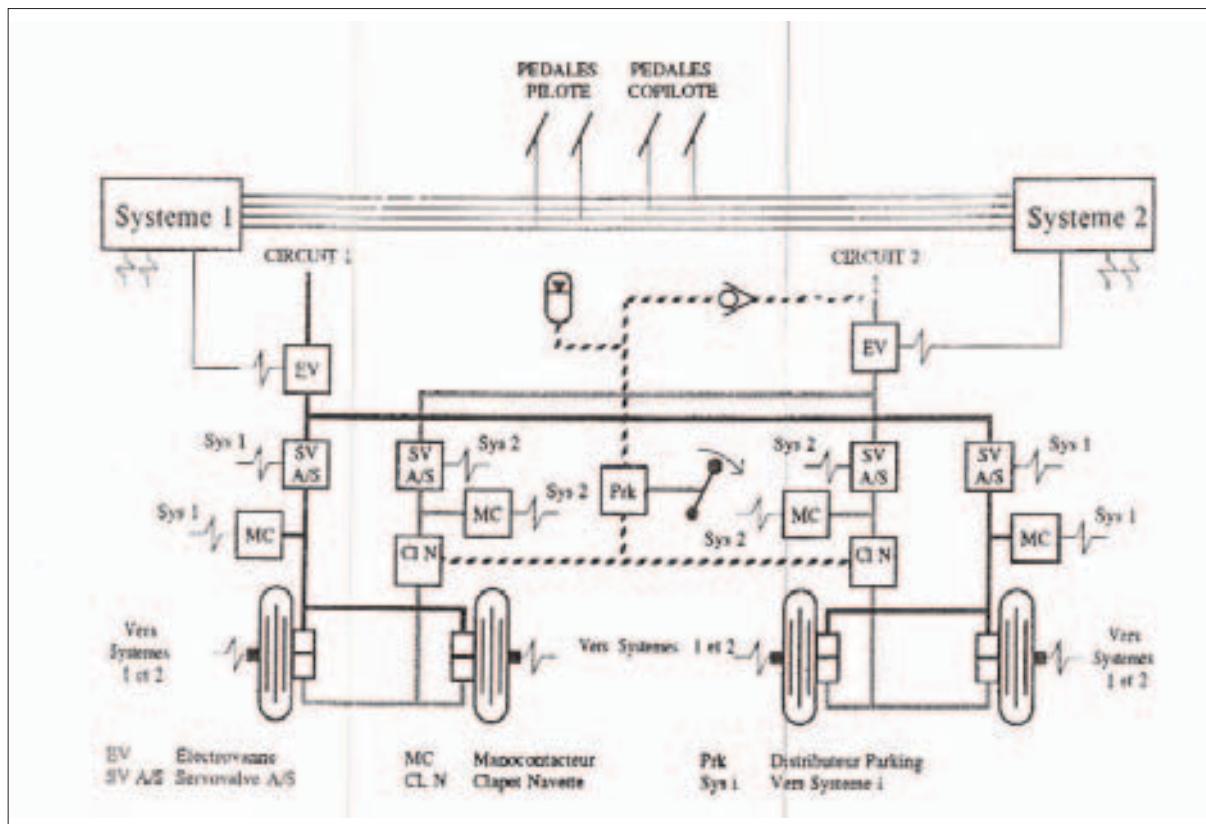 PEDALES
PILOTE
PEDALES
COPILOTE
Systeme 1
Systeme 2
CIRCUIT 1
CIRCUIT 2
EV
EV
Sys 1
SV
A/S
SV
A/S
Sys 2
Sys 2
SV
A/S
SV
A/S
Sys 1
Sys 1
MC
MC
Sys 2
Prk
Sys 2
MC
MC
Sys 1
Cl N
Cl N
Vers
Systemes
1 et 2
Vers Systemes 1 et 2
Vers
Systemes
1 et 2
EV Électrovanne
SV A/S Servovalve A/S
MC Manocontacteur
CL N Clapet Navette
Prk Distributeur Parking
Sys i Vers Systeme i